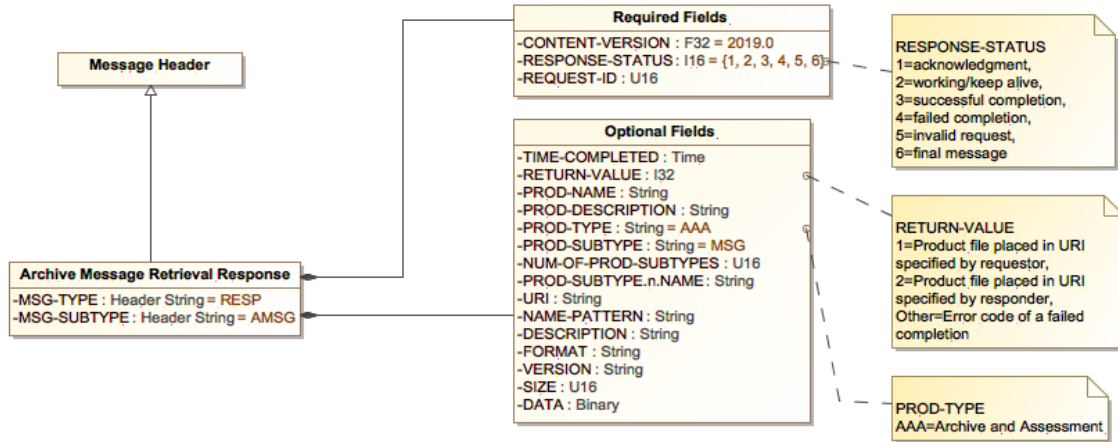 Message Header
Archive Message Retrieval Response
-MSG-TYPE : Header String = RESP
-MSG-SUBTYPE : Header String = AMSG
Required Fields
-CONTENT-VERSION : F32 = 2019.0
-RESPONSE-STATUS : I16 = {1, 2, 3, 4, 5, 6}
-REQUEST-ID : U16
Optional Fields
-TIME-COMPLETED : Time
-RETURN-VALUE : I32
-PROD-NAME : String
-PROD-DESCRIPTION : String
-PROD-TYPE : String = AAA
-PROD-SUBTYPE : String = MSG
-NUM-OF-PROD-SUBTYPES : U16
-PROD-SUBTYPE.n.NAME : String
-URI : String
-NAME-PATTERN : String
-DESCRIPTION : String
-FORMAT : String
-VERSION : String
-SIZE : U16
-DATA : Binary
RESPONSE-STATUS
1=acknowledgment,
2=working/keep alive,
3=successful completion,
4=failed completion,
5=invalid request,
6=final message
RETURN-VALUE
1=Product file placed in URI
specified by requestor,
2=Product file placed in URI
specified by responder,
Other=Error code of a failed
completion
PROD-TYPE
AAA=Archive and Assessment